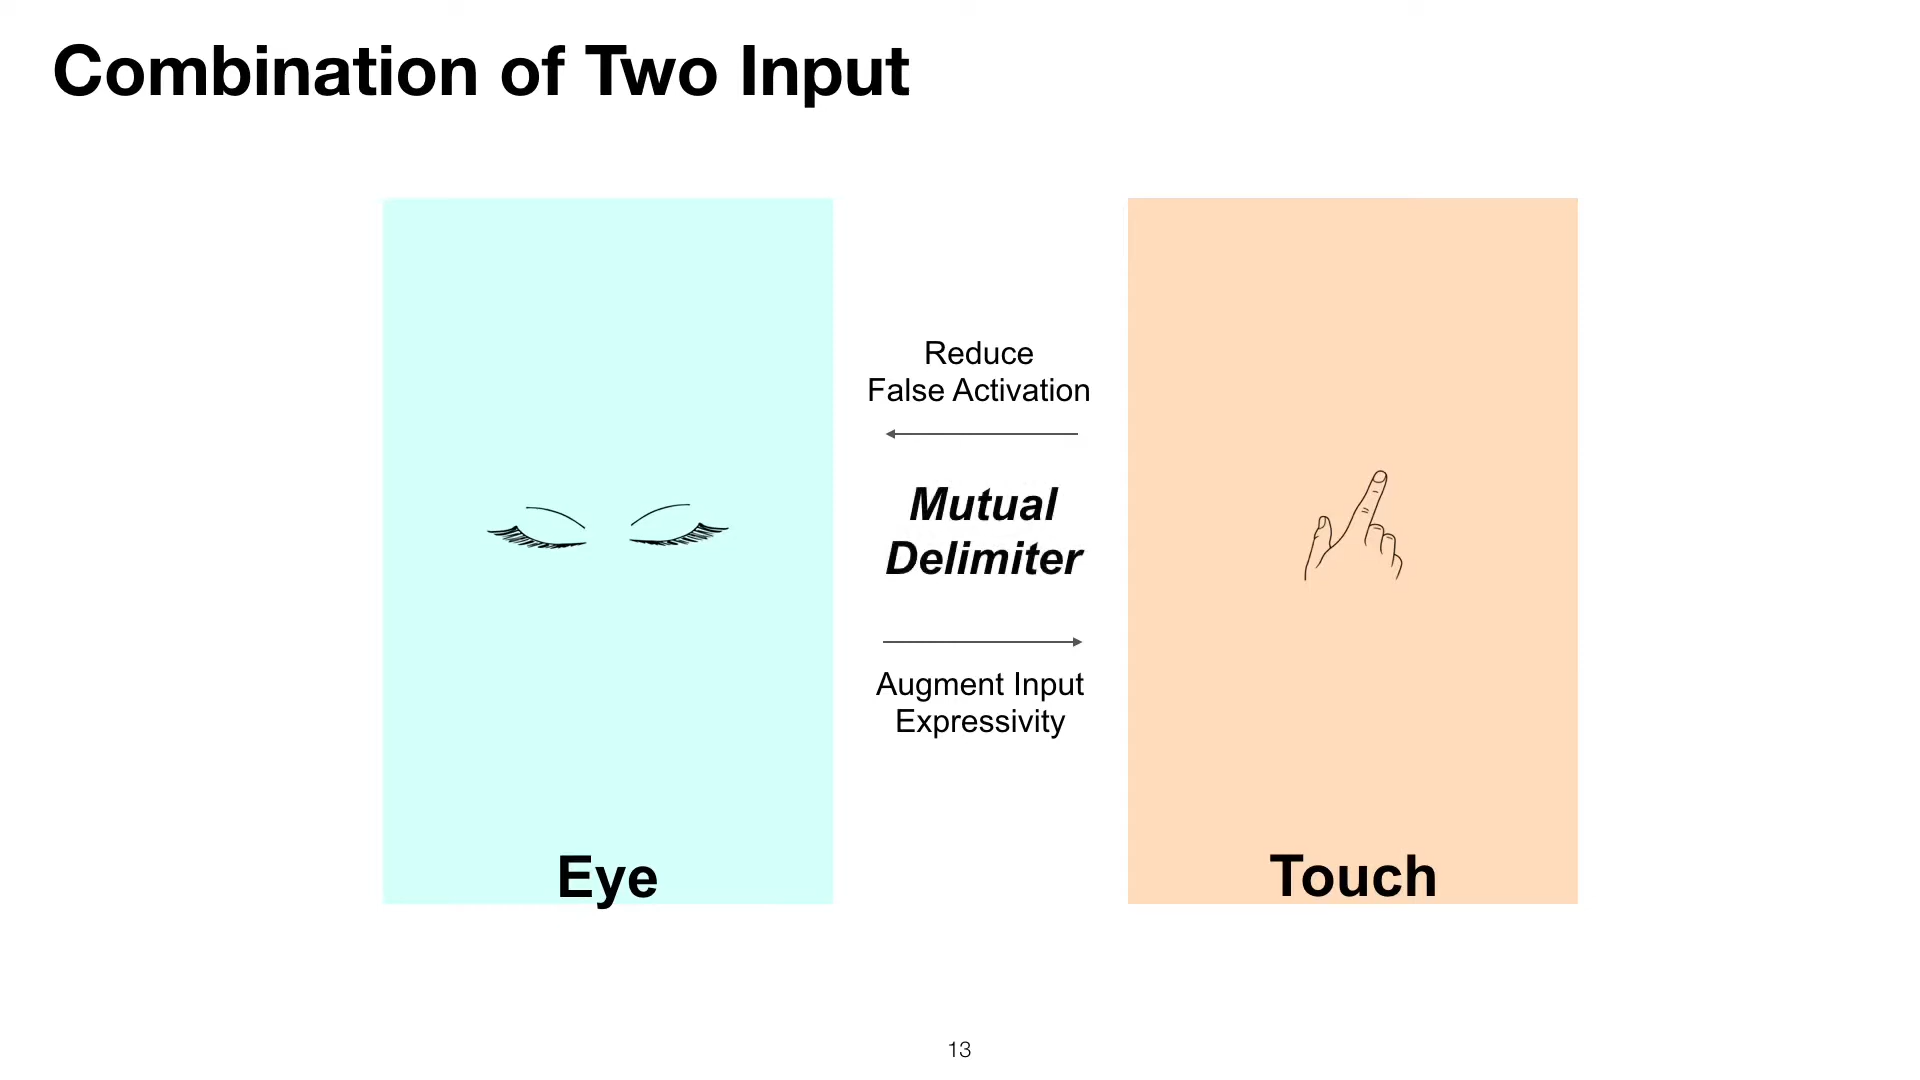 Combination of Two Input
Reduce
False Activation
Mutual
Delimiter
Augment Input
Expressivity
Eye
Touch
13